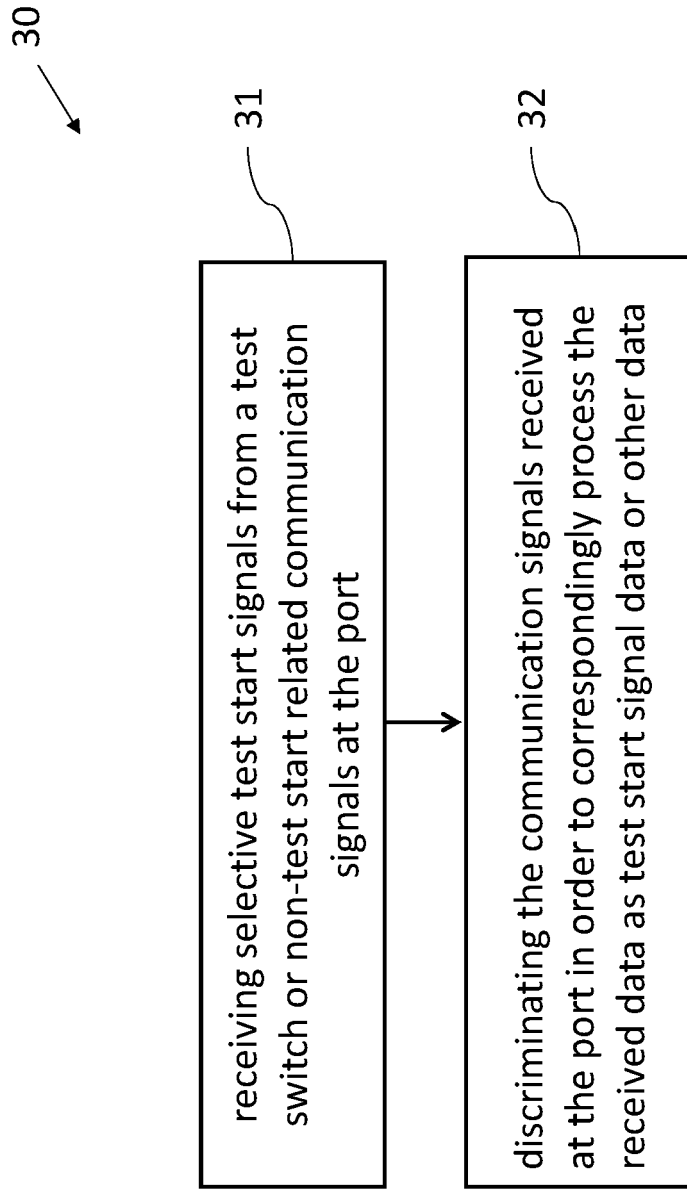 30
31
receiving selective test start signals from a test
switch or non-test start related communication
signals at the port
32
discriminating the communication signals received
at the port in order to correspondingly process the
received data as test start signal data or other data